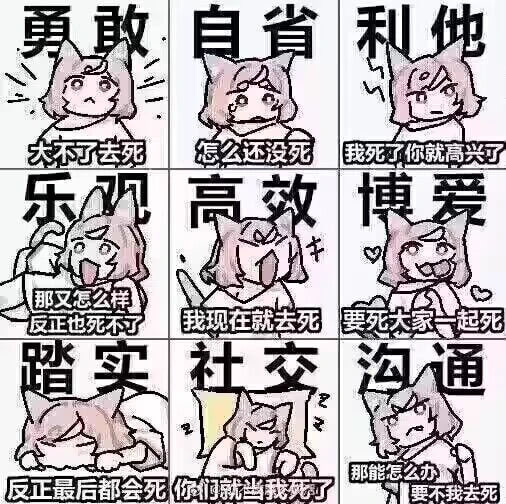 勇敢
大不了去死
自省
怎么还没死
利他
我死了你就高兴了
乐观
那又怎么样
反正也死不了
高效
我现在就去死
博爱
要死大家一起死
踏实
反正最后都会死
社交
你们就当我死了
沟通
那能怎么办
要不我去死